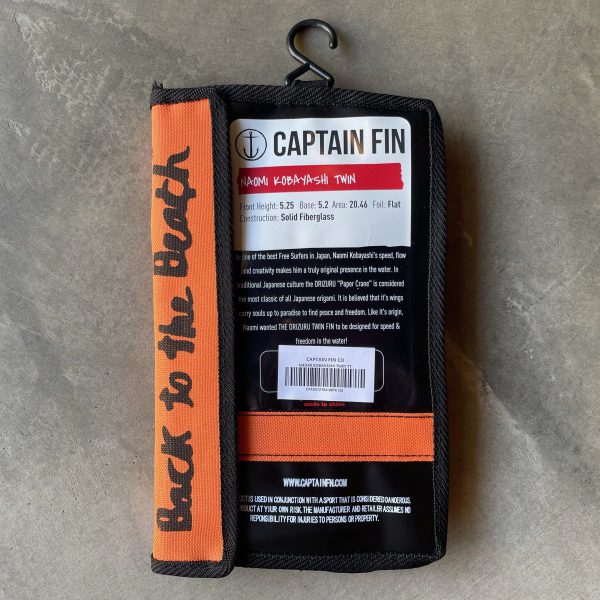 CAPTAIN FIN
NAOMI KOBAYASHI TWIN
Front Height: 5.25 Base: 5.2 Area: 20.46 Foil: Flat
Construction: Solid Fiberglass
one of the best Free Surfers in Japan, Naomi Kobayashi's speed, flow
and creativity makes him a truly original presence in the water. In
traditional Japanese culture the ORIZURU "Paper Crane" is considered
the most classic of all Japanese origami. It is believed that it's wings
carry souls up to paradise to find peace and freedom. Like it's origin,
Naomi wanted THE ORIZURU TWIN FIN to be designed for speed &
freedom in the water!
CAPTAIN FIN CO
NAOMI KOBAYASHI TWIN
made in china
WWW.CAPTAINFIN.COM
IS USED IN CONJUNCTION WITH A SPORT THAT IS CONSIDERED DANGEROUS.
PRODUCT AT YOUR OWN RISK. THE MANUFACTURER AND RETAILER ASSUMES NO
REPONSIBILITY FOR INJURIES TO PERSONS OR PROPERTY.
Back to the Beach